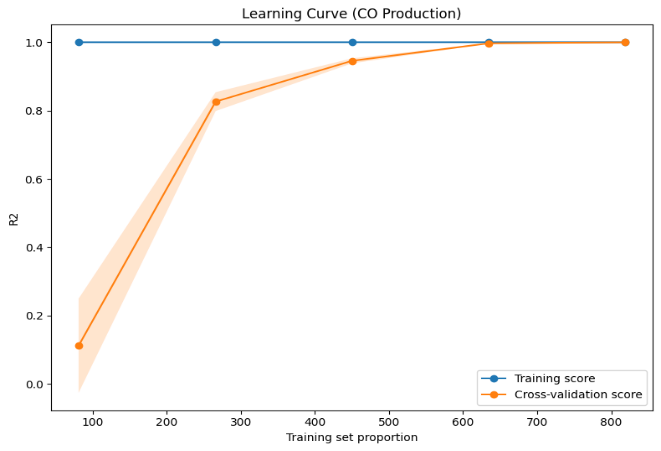 Learning Curve (CO Production)
1.0
0.8
0.6
0.4
0.2
0.0
R2
100 200 300 400 500 600 700 800
Training set proportion
Training score
Cross-validation score